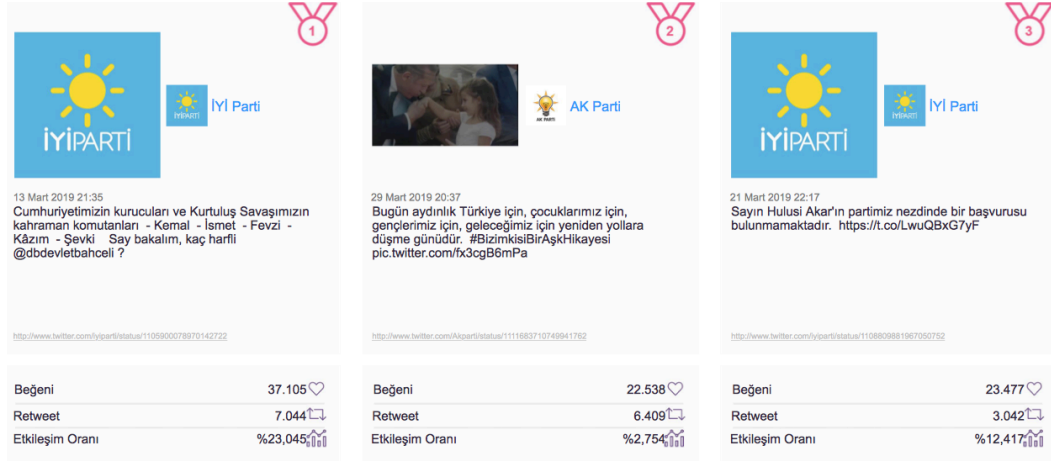 1
İYİPARTİ
İYİPARTİ
İYİ Parti
13 Mart 2019 21:35
Cumhuriyetimizin kurucuları ve Kurtuluş Savaşımızın
kahraman komutanları - Kemal - İsmet - Fevzi -
Kâzım - Şevki Say bakalım, kaç harfli
@dbdevletbahceli ?
http://www.twitter.com/iyiparti/status/1105900078970142722
Beğeni 37.105
Retweet 7.044
Etkileşim Oranı %23,045
2
AK PARTİ
AK Parti
29 Mart 2019 20:37
Bugün aydınlık Türkiye için, çocuklarımız için,
gençlerimiz için, geleceğimiz için yeniden yollara
düşme günüdür. #BizimkisiBirAşkHikayesi
pic.twitter.com/fx3cgB6mPa
http://www.twitter.com/Akparti/status/1111683710749941762
Beğeni 22.538
Retweet 6.409
Etkileşim Oranı %2,754
3
İYİPARTİ
İYİPARTİ
İYİ Parti
21 Mart 2019 22:17
Sayın Hulusi Akar'ın partimiz nezdinde bir başvurusu
bulunmamaktadır. https://t.co/LwuQBxG7yF
http://www.twitter.com/iyiparti/status/1108809881967050752
Beğeni 23.477
Retweet 3.042
Etkileşim Oranı %12,417